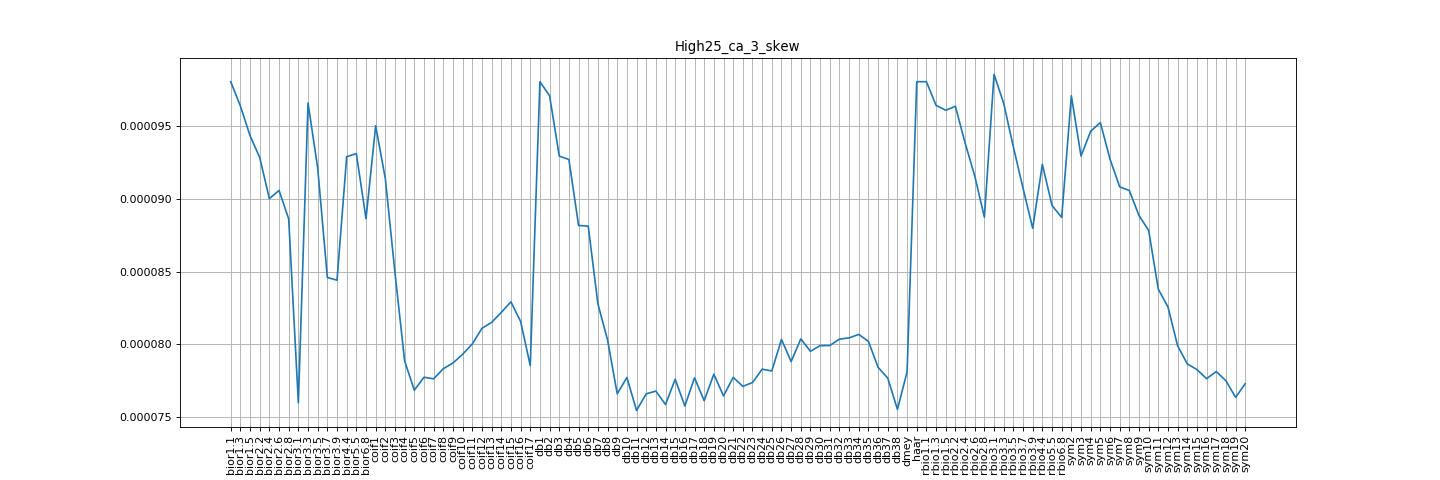 High25_ca_3_skew
0.000095
0.000090
0.000085
0.000080
0.000075
bior1.1
bior1.3
bior1.5
bior2.2
bior2.4
bior2.6
bior2.8
bior3.1
bior3.3
bior3.5
bior3.7
bior3.9
bior4.4
bior5.5
bior6.8
coif1
coif2
coif3
coif4
coif5
coif6
coif7
coif8
coif9
coif10
coif11
coif12
coif13
coif14
coif15
coif16
coif17
db1
db2
db3
db4
db5
db6
db7
db8
db9
db10
db11
db12
db13
db14
db15
db16
db17
db18
db19
db20
db21
db22
db23
db24
db25
db26
db27
db28
db29
db30
db31
db32
db33
db34
db35
db36
db37
db38
dmey
haar
rbio1.1
rbio1.3
rbio1.5
rbio2.2
rbio2.4
rbio2.6
rbio2.8
rbio3.1
rbio3.3
rbio3.5
rbio3.7
rbio3.9
rbio4.4
rbio5.5
rbio6.8
sym2
sym3
sym4
sym5
sym6
sym7
sym8
sym9
sym10
sym11
sym12
sym13
sym14
sym15
sym16
sym17
sym18
sym19
sym20